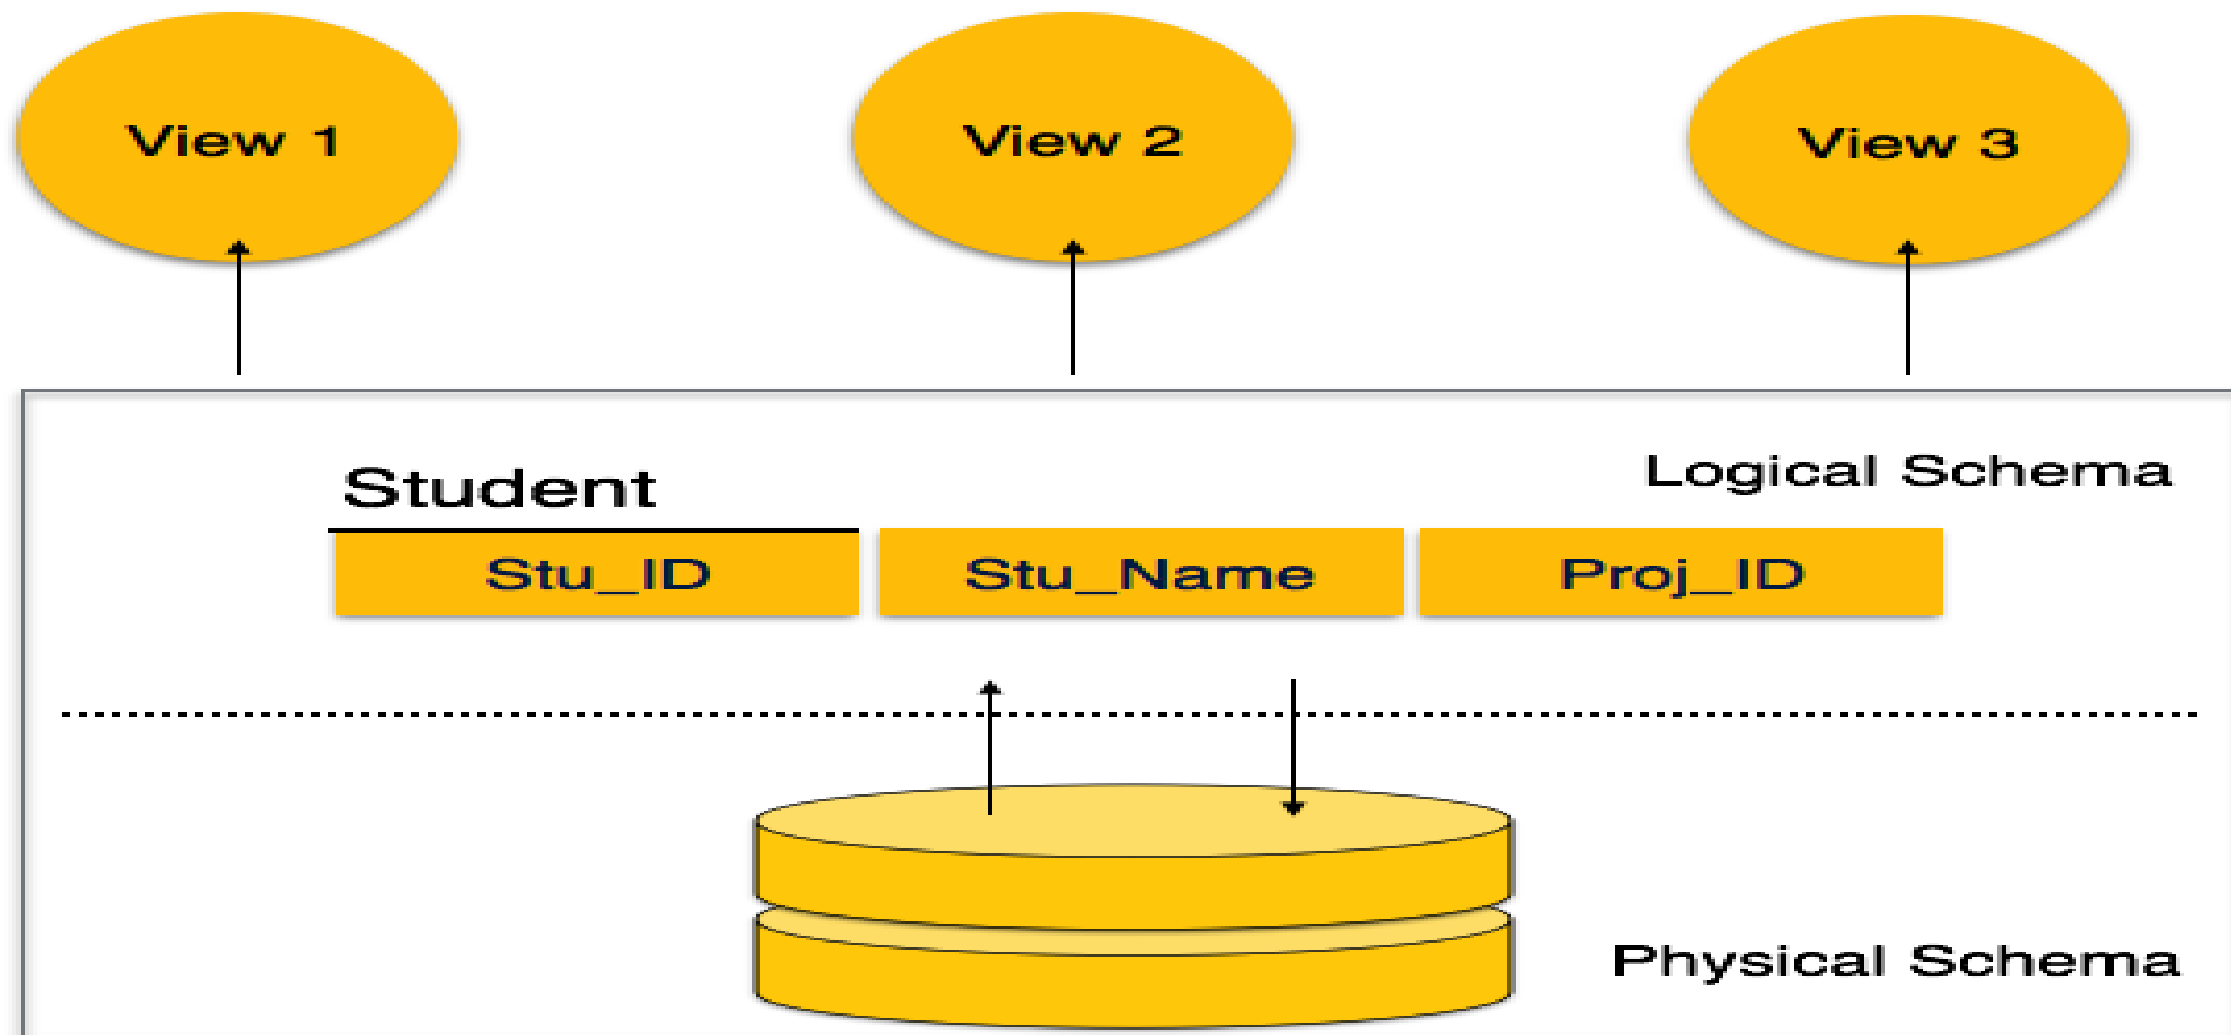 View 1
View 2
View 3
Logical Schema
Student
Stu_ID
Stu_Name
Proj_ID
Physical Schema